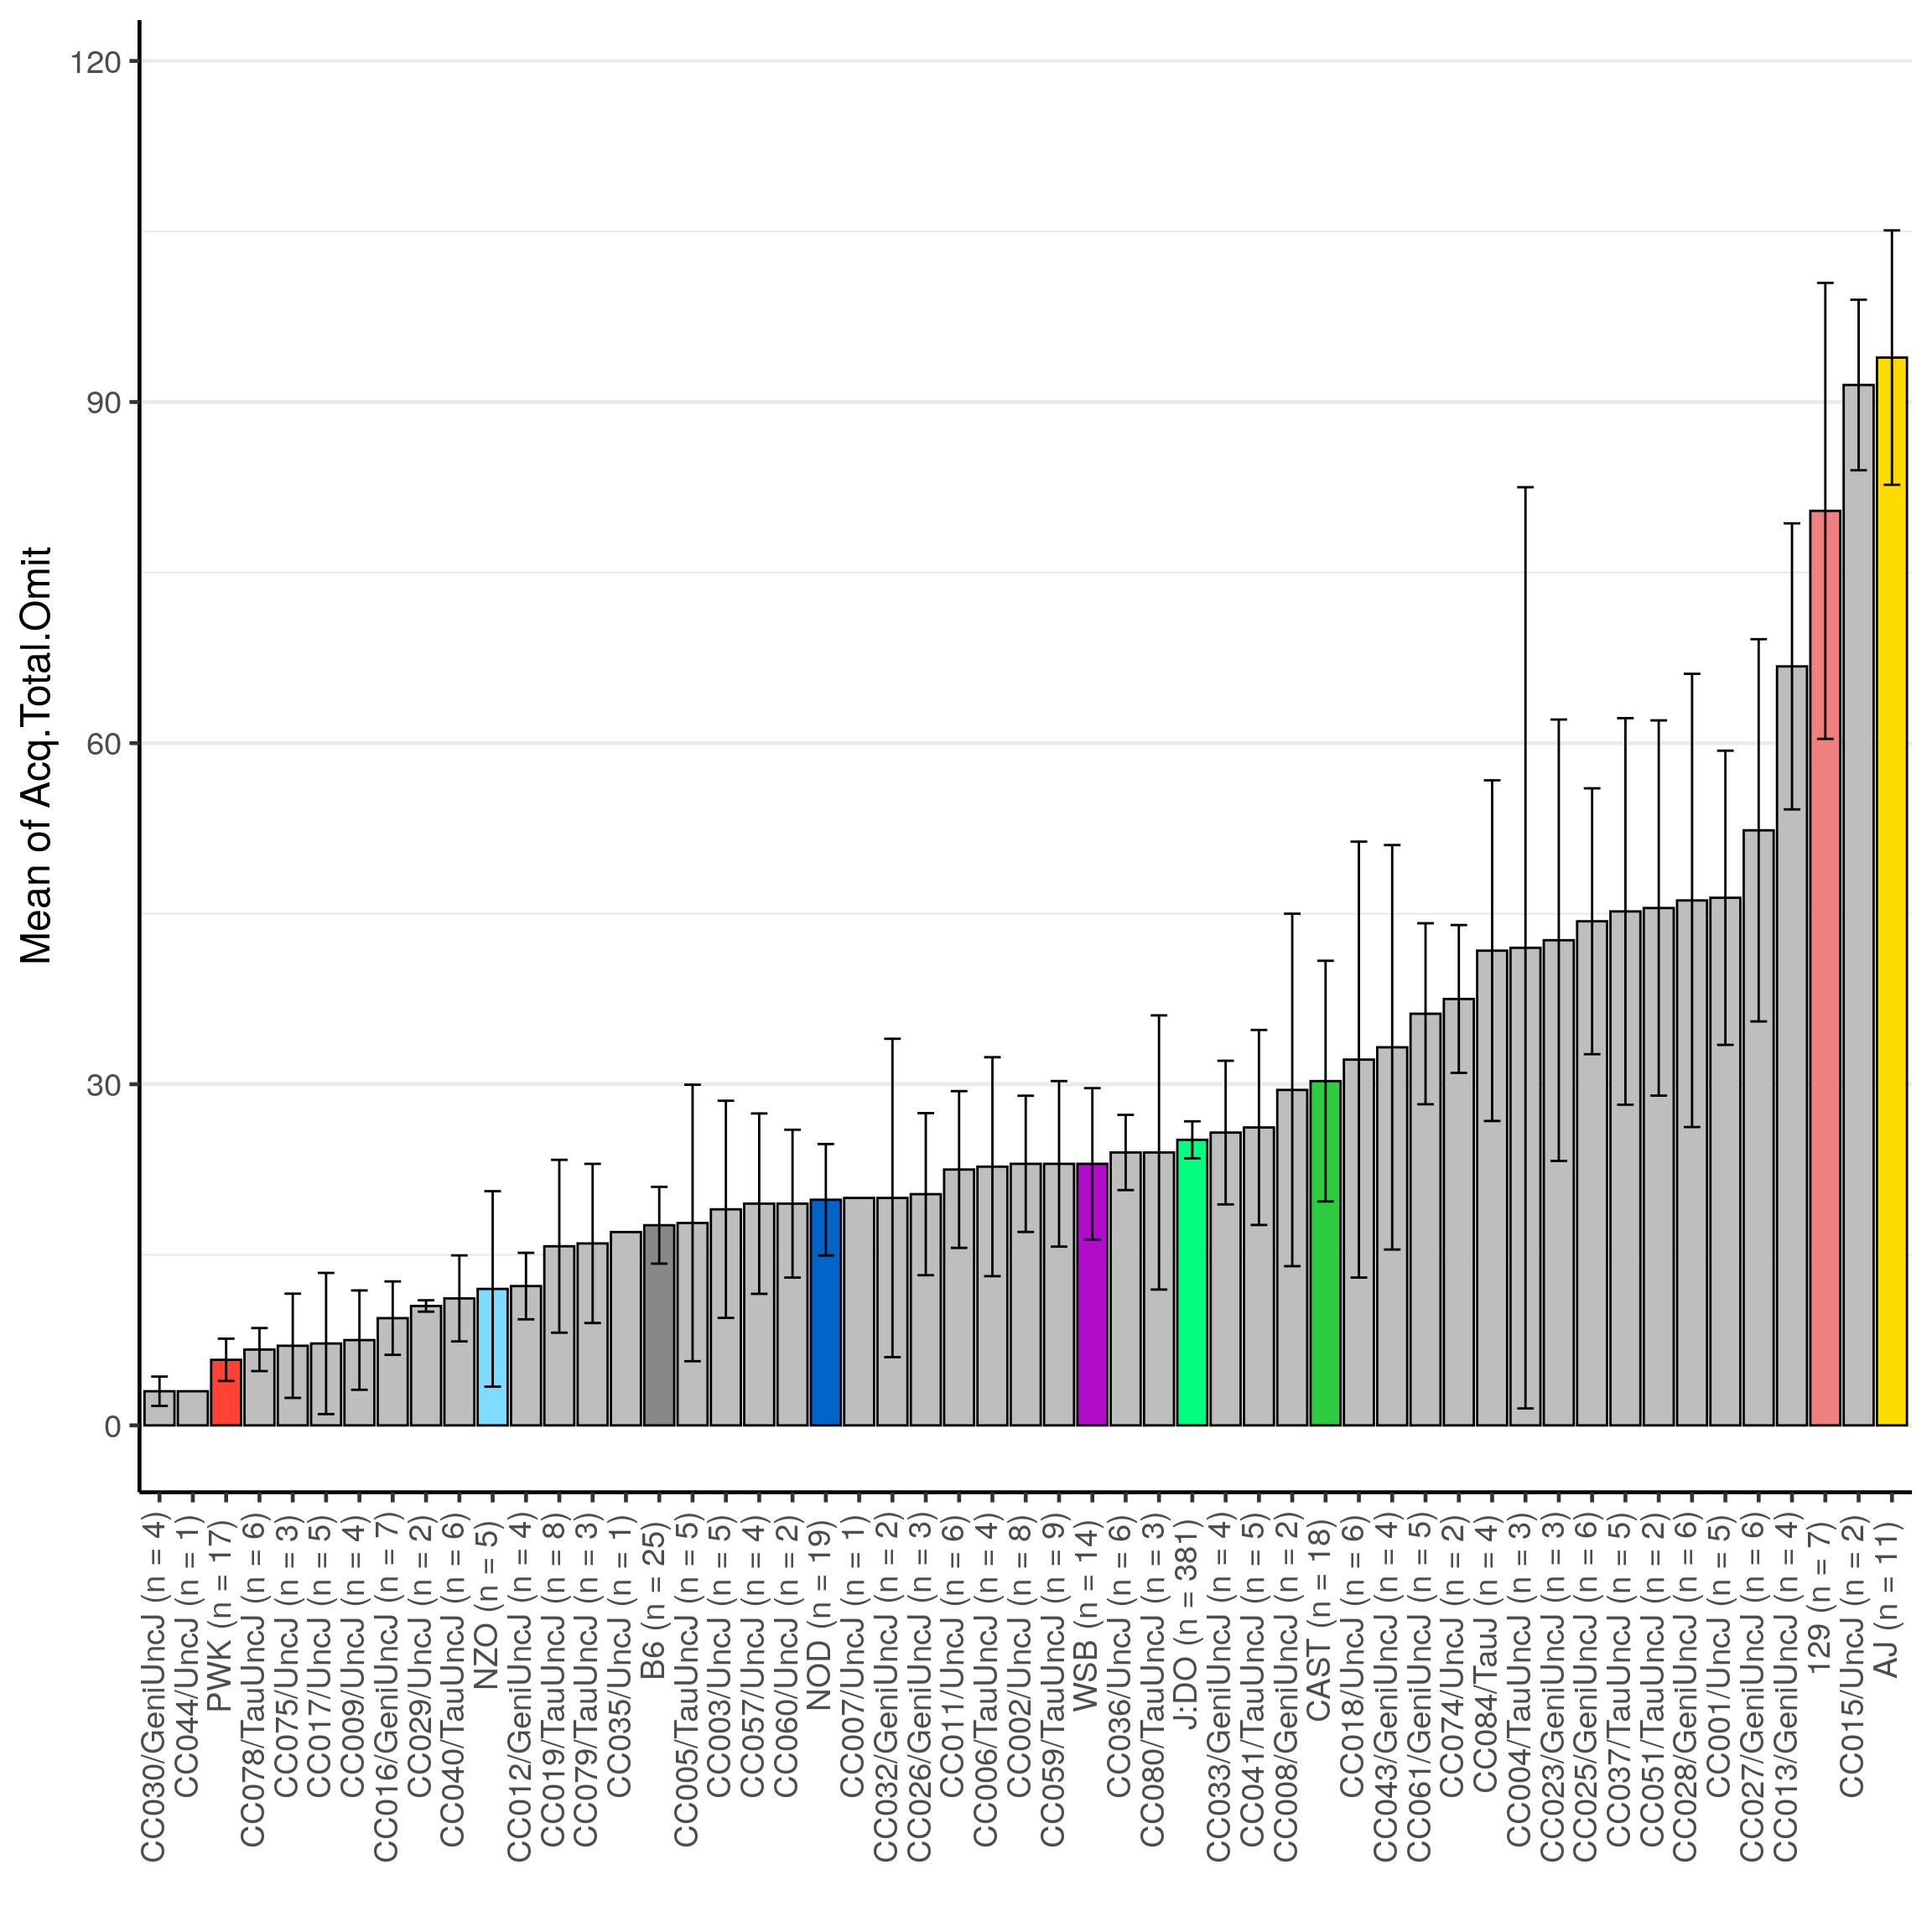 Mean of Acq.Total.Omit
120
90
60
30
0
CC030/GeniUncJ (n = 4)
CC044/UncJ (n = 1)
PWK (n = 17)
CC078/TauUncJ (n = 6)
CC075/UncJ (n = 3)
CC017/UncJ (n = 5)
CC009/UncJ (n = 4)
CC016/GeniUncJ (n = 7)
CC029/UncJ (n = 2)
CC040/TauUncJ (n = 6)
NZO (n = 5)
CC012/GeniUncJ (n = 4)
CC019/TauUncJ (n = 8)
CC079/TauUncJ (n = 3)
CC035/UncJ (n = 1)
B6 (n = 25)
CC005/TauUncJ (n = 5)
CC003/UncJ (n = 5)
CC057/UncJ (n = 4)
CC060/UncJ (n = 2)
NOD (n = 19)
CC007/UncJ (n = 1)
CC032/GeniUncJ (n = 2)
CC026/GeniUncJ (n = 3)
CC011/UncJ (n = 6)
CC006/TauUncJ (n = 4)
CC002/UncJ (n = 8)
CC059/TauUncJ (n = 9)
WSB (n = 14)
CC036/UncJ (n = 6)
CC080/TauUncJ (n = 3)
J:DO (n = 381)
CC033/GeniUncJ (n = 4)
CC041/TauUncJ (n = 5)
CC008/GeniUncJ (n = 2)
CAST (n = 18)
CC018/UncJ (n = 6)
CC043/GeniUncJ (n = 4)
CC061/GeniUncJ (n = 5)
CC074/UncJ (n = 2)
CC084/TauJ (n = 4)
CC004/TauUncJ (n = 3)
CC023/GeniUncJ (n = 3)
CC025/GeniUncJ (n = 6)
CC037/TauUncJ (n = 5)
CC051/TauUncJ (n = 2)
CC028/GeniUncJ (n = 6)
CC001/UncJ (n = 5)
CC027/GeniUncJ (n = 6)
CC013/GeniUncJ (n = 4)
129 (n = 7)
CC015/UncJ (n = 2)
AJ (n = 11)